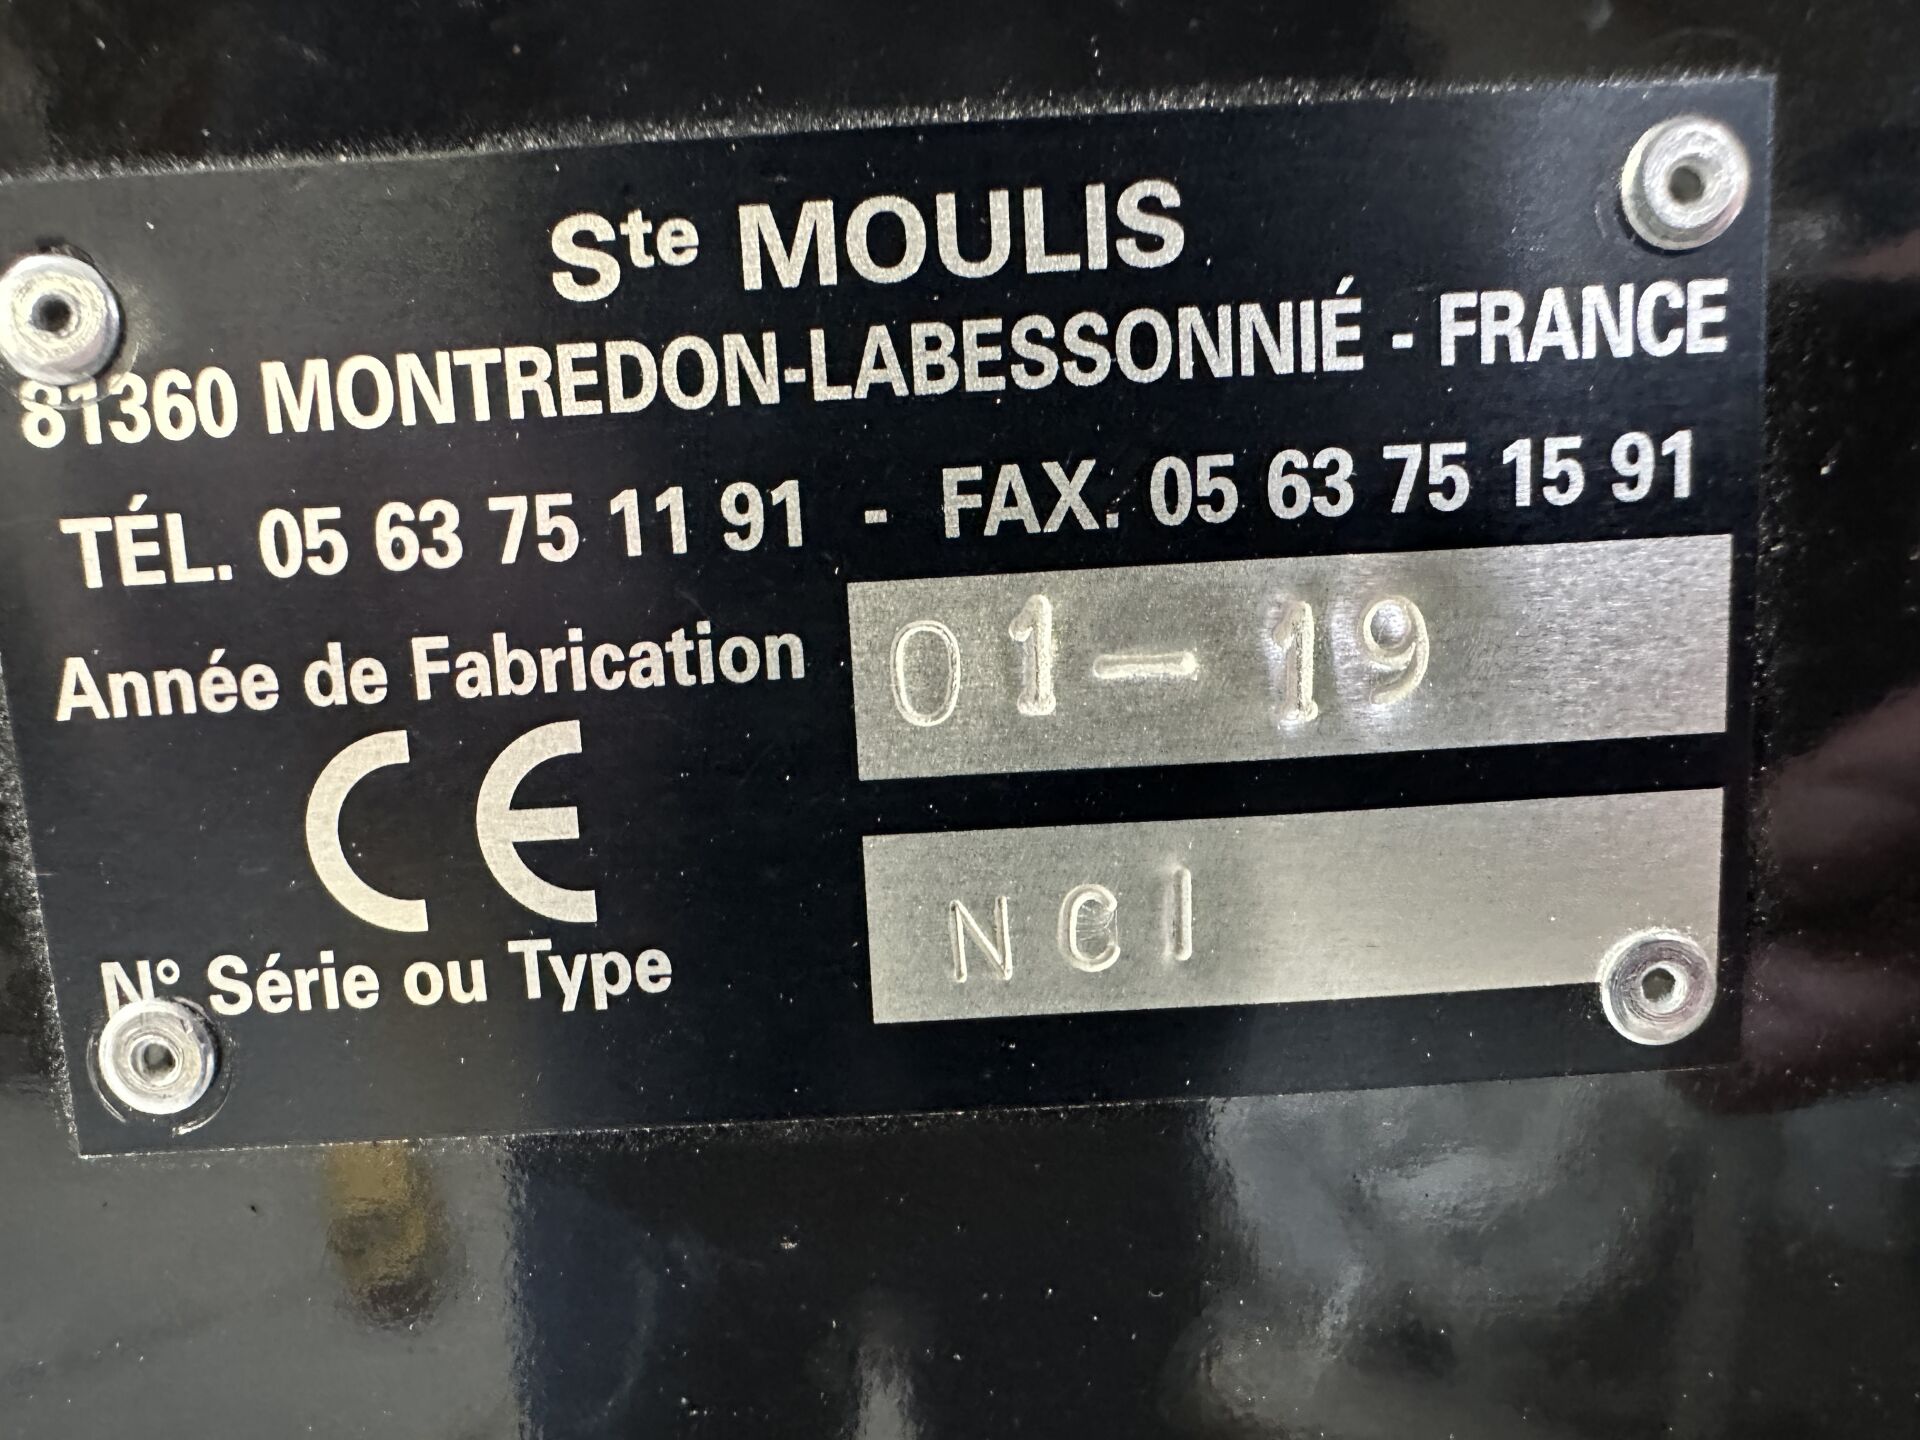 Ste MOULIS
81360 MONTREDON-LABESSONNIÉ - FRANCE
TÉL. 05 63 75 11 91 - FAX. 05 63 75 15 91
Année de Fabrication 01-19
CE
N° Série ou Type NCI